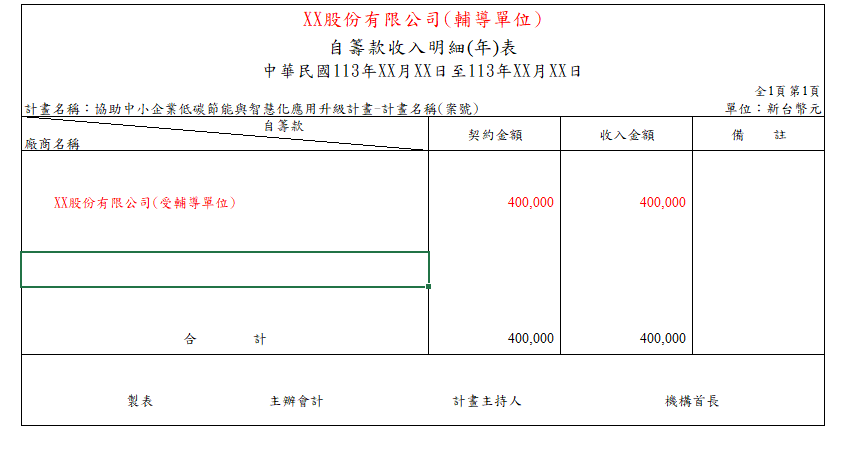 XX股份有限公司(輔導單位)
自籌款收入明細(年)表
中華民國113年XX月XX日至113年XX月XX日
全1頁第1頁
計畫名稱：協助中小企業低碳節能與智慧化應用升級計畫-計畫名稱(案號) 單位：新台幣元
自籌款 契約金額 收入金額 備 註
廠商名稱
XX股份有限公司(受輔導單位) 400,000 400,000
合 計 400,000 400,000
製表 主辦會計 計畫主持人 機構首長